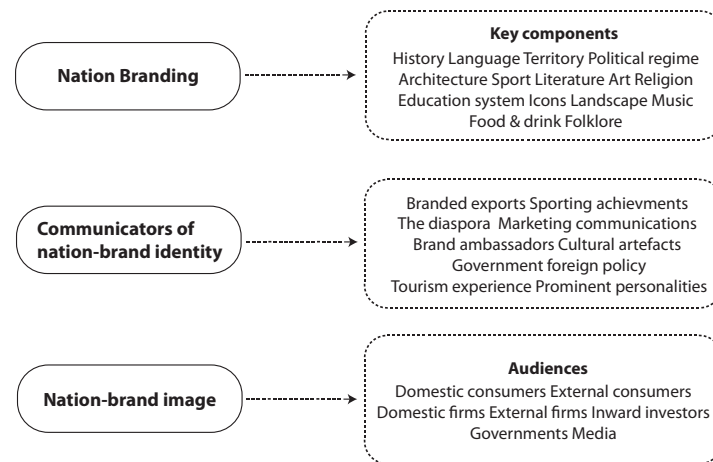 Nation Branding
Key components
History Language Territory Political regime
Architecture Sport Literature Art Religion
Education system Icons Landscape Music
Food & drink Folklore
Communicators of
nation-brand identity
Branded exports Sporting achievments
The diaspora Marketing communications
Brand ambassadors Cultural artefacts
Government foreign policy
Tourism experience Prominent personalities
Nation-brand image
Audiences
Domestic consumers External consumers
Domestic firms External firms Inward investors
Governments Media